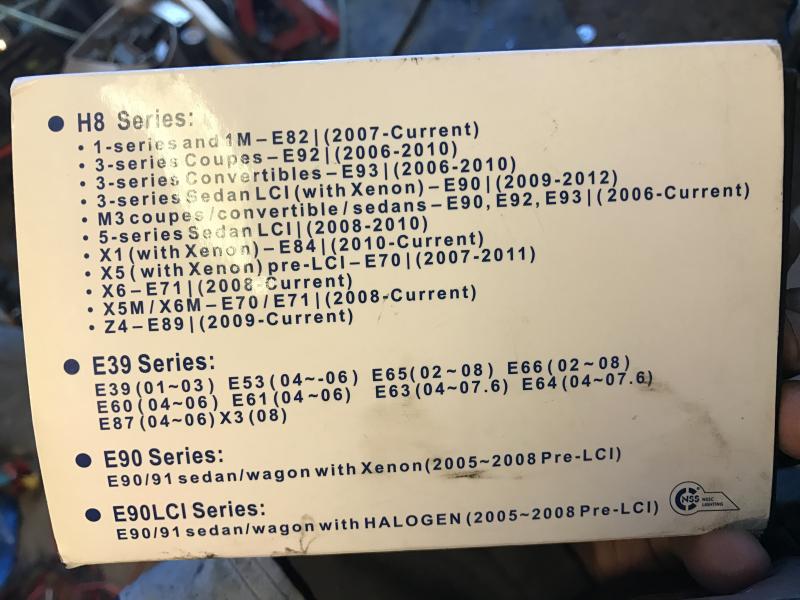 ● H8 Series:
• 1-series and 1M–E82|(2007-Current)
• 3-series Coupes–E92|(2006-2010)
• 3-series Convertibles–E93|(2006-2010)
• 3-series Sedan LCI(with Xenon)–E90|(2009-2012)
• M3 coupes/convertible/sedans–E90, E92, E93|(2006-Current)
• 5-series Sedan LCI|(2008-2010)
• X1(with Xenon)–E84|(2010-Current)
• X5(with Xenon) pre-LCI–E70|(2007-2011)
• X6–E71|(2008-Current)
• X5M/X6M–E70/E71|(2008-Current)
• Z4–E89|(2009-Current)
● E39 Series:
E39(01~03) E53(04~-06) E65(02~08) E66(02~08)
E60(04~06) E61(04~06) E63(04~07.6) E64(04~07.6)
E87(04~06)X3(08)
● E90 Series:
E90/91 sedan/wagon with Xenon(2005~2008 Pre-LCI)
● E90LCI Series:
E90/91 sedan/wagon with HALOGEN(2005~2008 Pre-LCI)
NSS
NSSC
LIGHTING